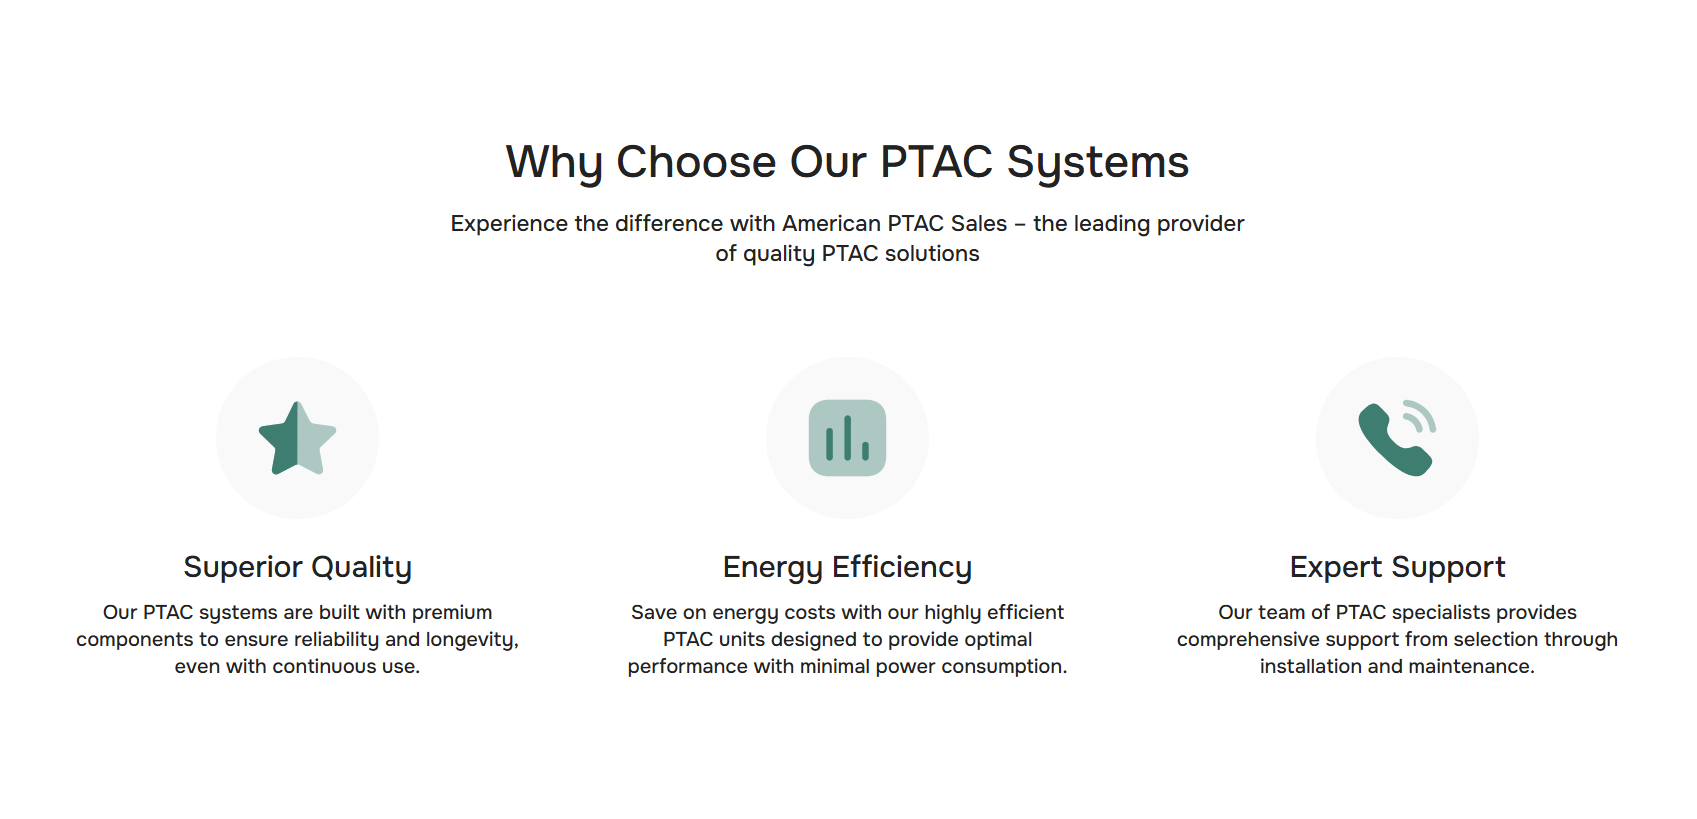 Why Choose Our PTAC Systems
Experience the difference with American PTAC Sales – the leading provider
of quality PTAC solutions
Superior Quality
Our PTAC systems are built with premium
components to ensure reliability and longevity,
even with continuous use.
Energy Efficiency
Save on energy costs with our highly efficient
PTAC units designed to provide optimal
performance with minimal power consumption.
Expert Support
Our team of PTAC specialists provides
comprehensive support from selection through
installation and maintenance.